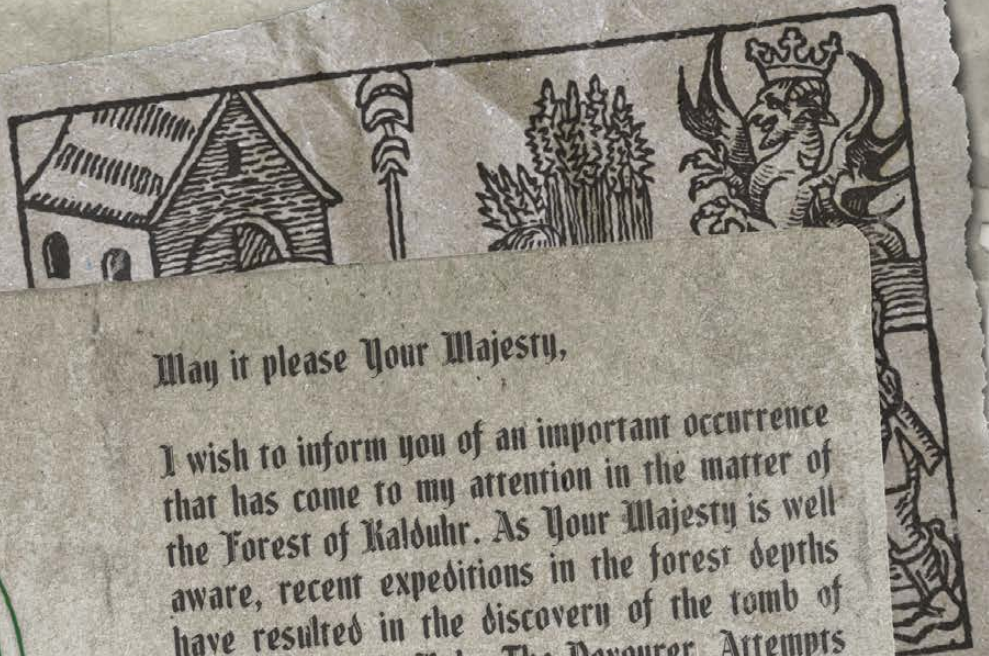 May it please Your Majesty,
I wish to inform you of an important occurrence
that has come to my attention in the matter of
the Forest of Kalduhr. As Your Majesty is well
aware, recent expeditions in the forest depths
have resulted in the discovery of the tomb of
The Devourer. Attempts